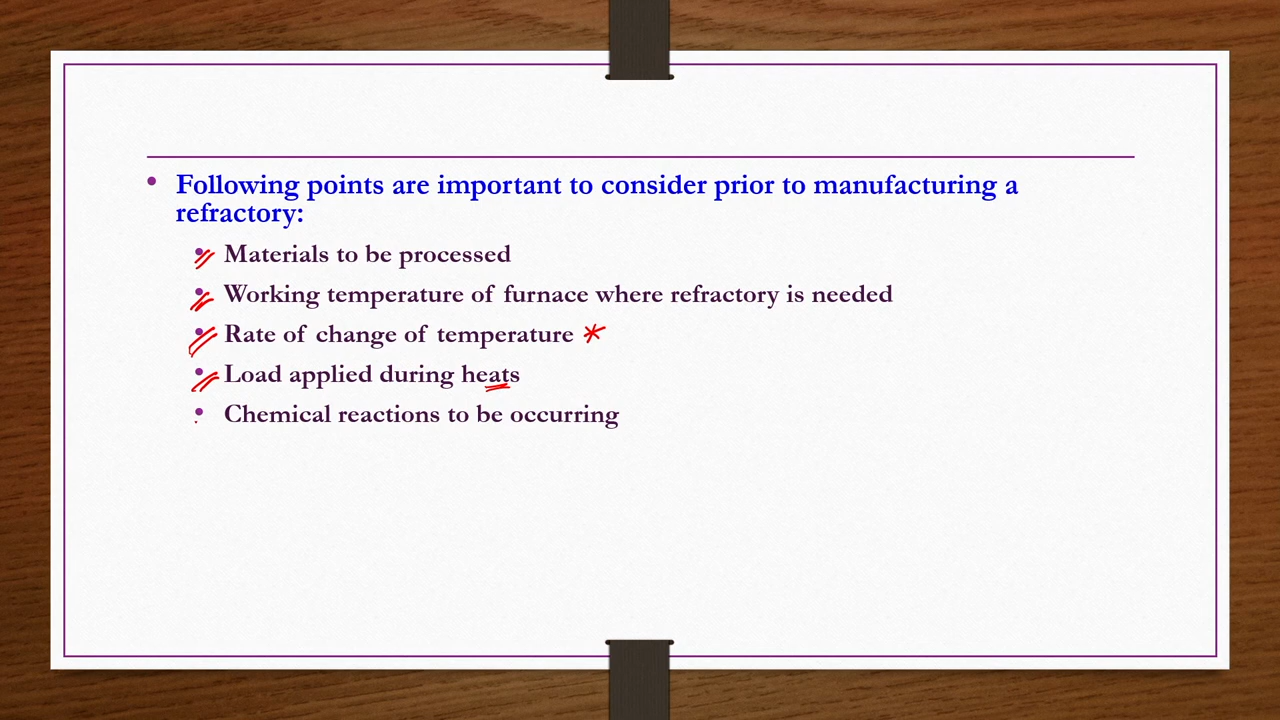 Following points are important to consider prior to manufacturing a
refractory:
Materials to be processed
Working temperature of furnace where refractory is needed
Rate of change of temperature *
Load applied during heats
Chemical reactions to be occurring